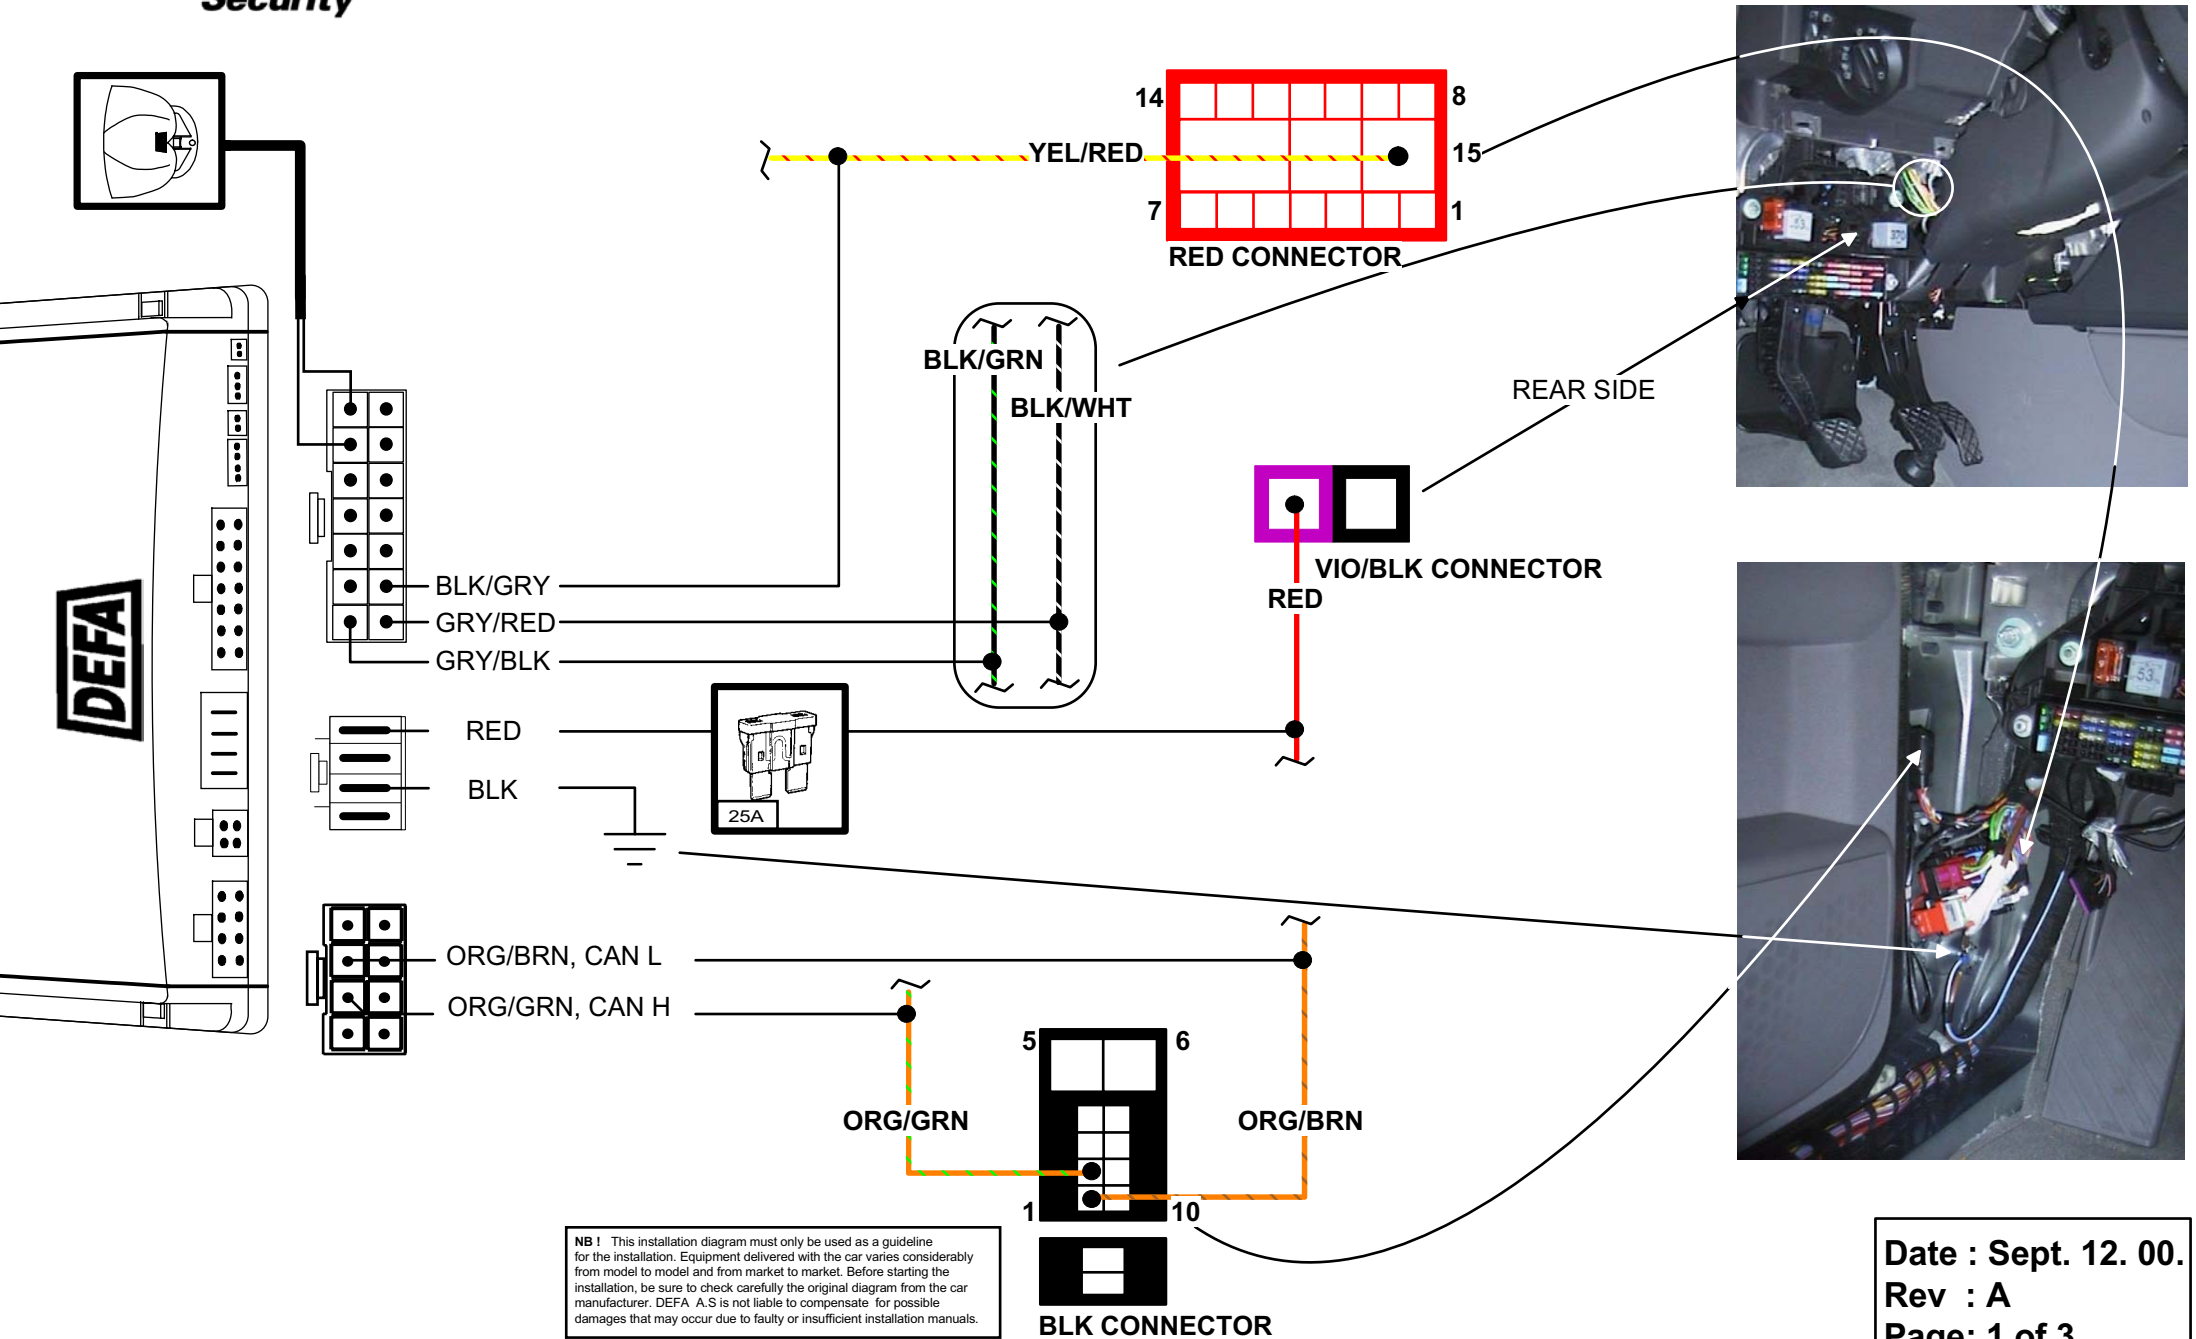 Security
14
8
YEL/RED
15
7
1
RED CONNECTOR
BLK/GRN
BLK/WHT
REAR SIDE
VIO/BLK CONNECTOR
RED
BLK/GRY
GRY/RED
GRY/BLK
DEFA
RED
BLK
25A
ORG/BRN, CAN L
ORG/GRN, CAN H
5
6
ORG/GRN
ORG/BRN
1
10
BLK CONNECTOR
NB ! This installation diagram must only be used as a guideline
for the installation. Equipment delivered with the car varies considerably
from model to model and from market to market. Before starting the
installation, be sure to check carefully the original diagram from the car
manufacturer. DEFA A.S is not liable to compensate for possible
damages that may occur due to faulty or insufficient installation manuals.
Date : Sept. 12. 00.
Rev : A
Page: 1 of 3
53